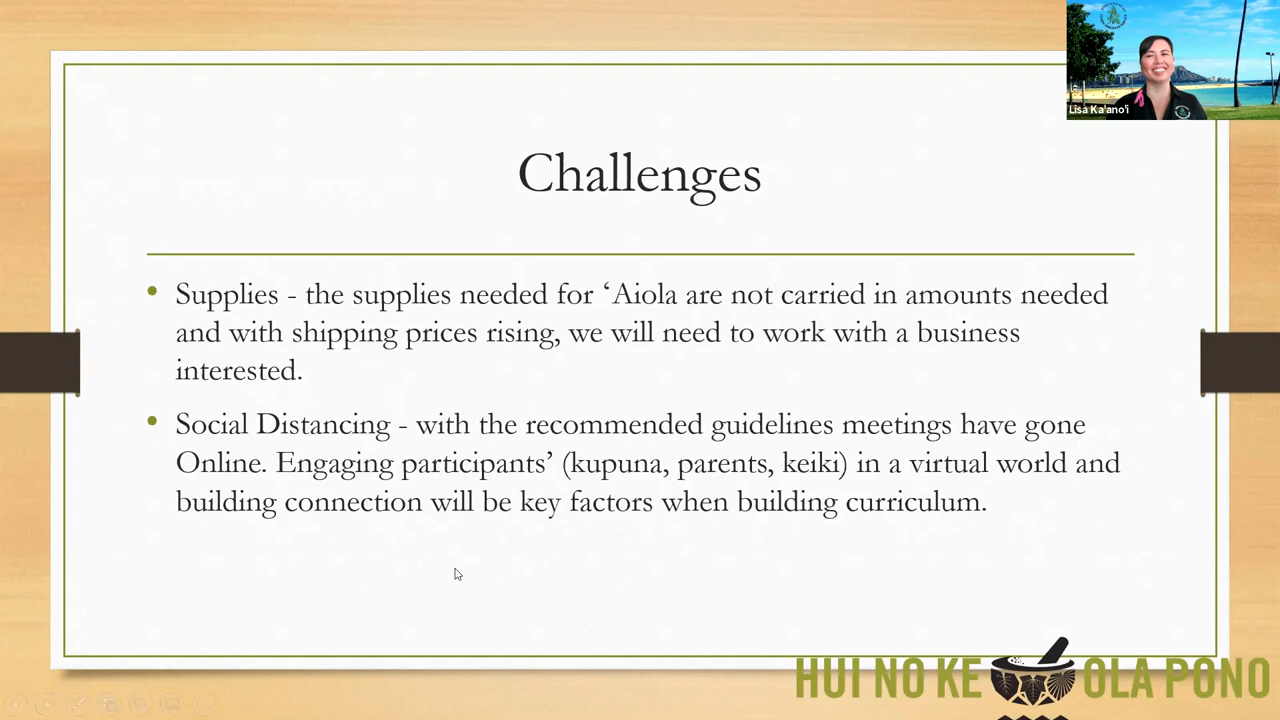 Lisa Ka'ano'i
Challenges
• Supplies - the supplies needed for ‘Aiola are not carried in amounts needed
and with shipping prices rising, we will need to work with a business
interested.
• Social Distancing - with the recommended guidelines meetings have gone
Online. Engaging participants’ (kupuna, parents, keiki) in a virtual world and
building connection will be key factors when building curriculum.
HUI NO KE OLA PONO